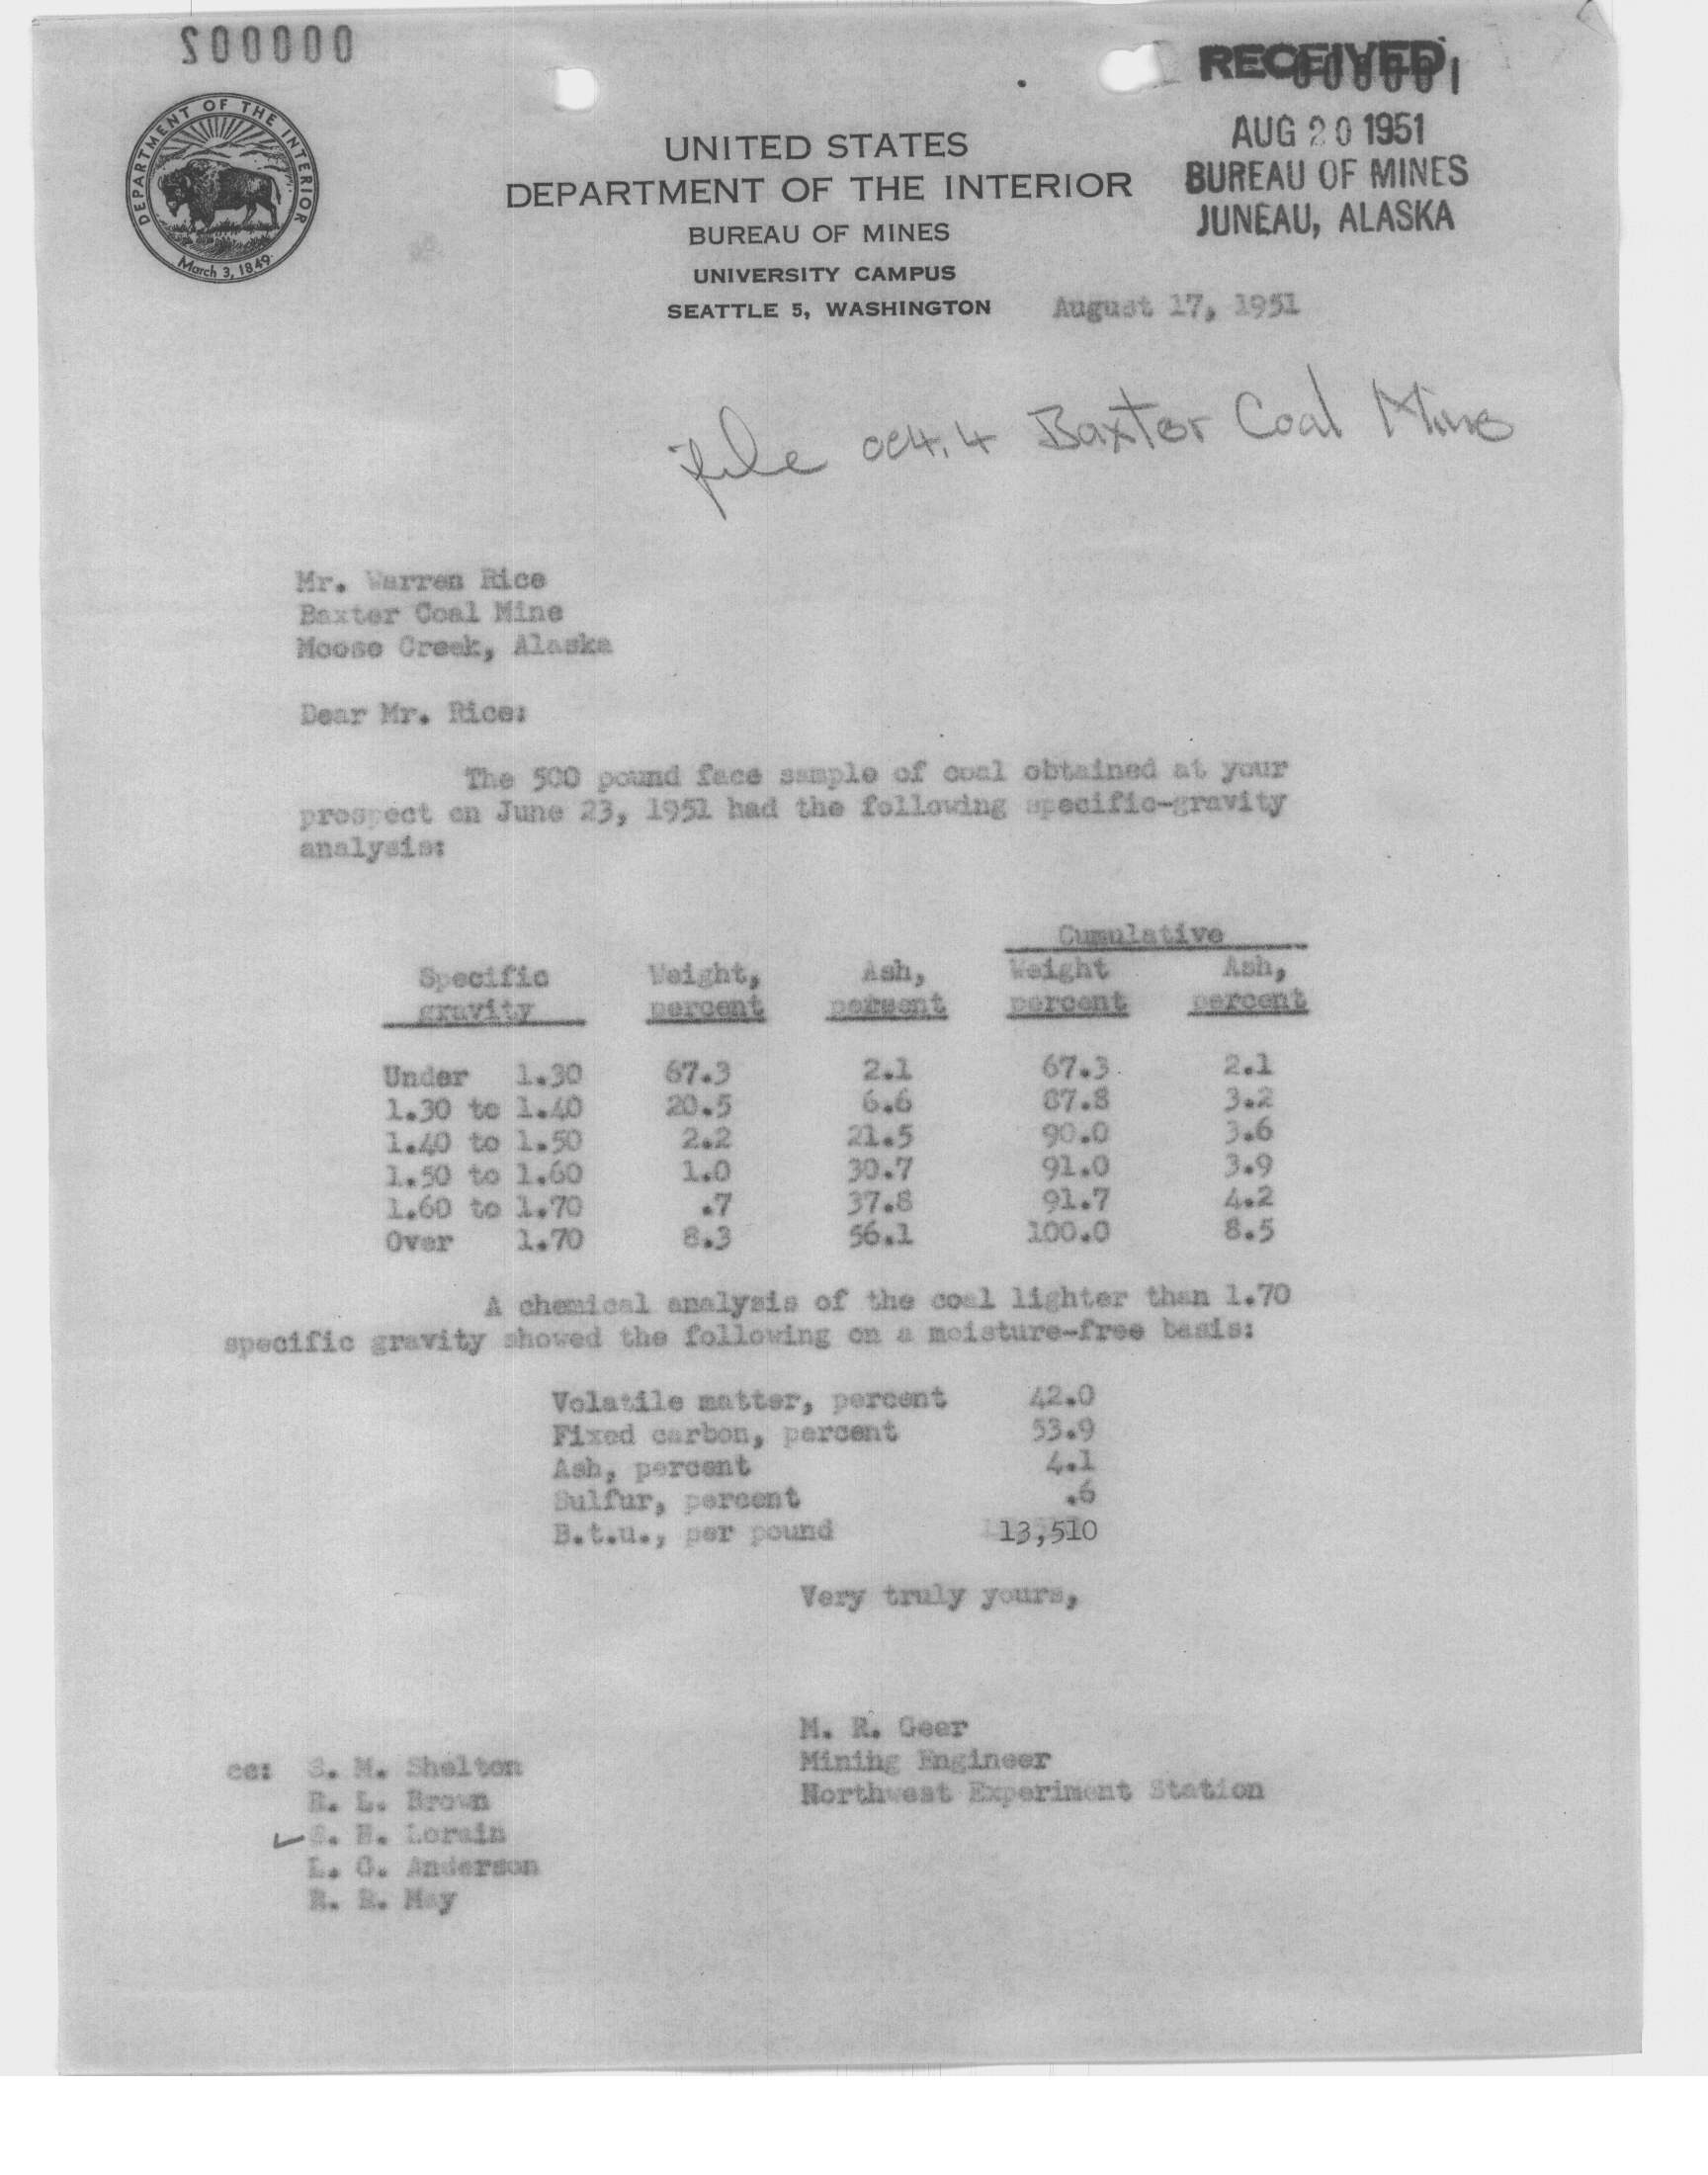 200000
RECEIVED
000001
AUG 20 1951
BUREAU OF MINES
JUNEAU, ALASKA
DEPARTMENT OF THE INTERIOR
March 3, 1849
UNITED STATES
DEPARTMENT OF THE INTERIOR
BUREAU OF MINES
UNIVERSITY CAMPUS
SEATTLE 5, WASHINGTON
August 17, 1951
file 004.4 Baxter Coal Mine
Mr. Warren Rice
Baxter Coal Mine
Moose Creek, Alaska
Dear Mr. Rice:
The 500 pound face sample of coal obtained at your
prospect on June 23, 1951 had the following specific-gravity
analysis:
Cumulative
Specific Weight, Ash, Weight Ash,
gravity percent percent percent percent
Under 1.30 67.3 2.1 67.3 2.1
1.30 to 1.40 20.5 6.6 87.8 3.2
1.40 to 1.50 2.2 21.5 90.0 3.6
1.50 to 1.60 1.0 30.7 91.0 3.9
1.60 to 1.70 .7 37.8 91.7 4.2
Over 1.70 8.3 56.1 100.0 8.5
A chemical analysis of the coal lighter than 1.70
specific gravity showed the following on a moisture-free basis:
Volatile matter, percent 42.0
Fixed carbon, percent 53.9
Ash, percent 4.1
Sulfur, percent .6
B.t.u., per pound 13,510
Very truly yours,
M. R. Geer
Mining Engineer
Northwest Experiment Station
cc: S. M. Shelton
R. L. Brown
S. H. Lorain
L. G. Anderson
R. R. May